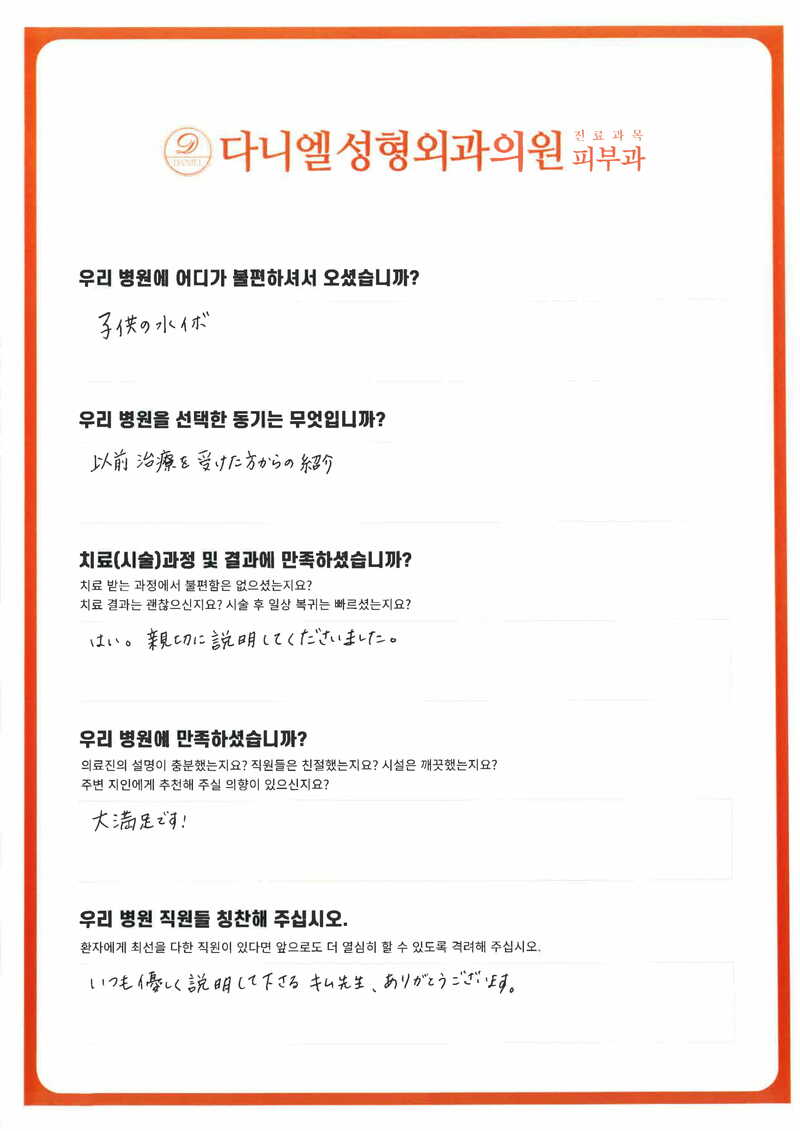 DANIEL
다니엘성형외과의원
진료과목
피부과
우리 병원에 어디가 불편하셔서 오셨습니까?
子供の水イボ
우리 병원을 선택한 동기는 무엇입니까?
以前治療を受けた方からの紹介
치료(시술)과정 및 결과에 만족하셨습니까?
치료 받는 과정에서 불편함은 없으셨는지요?
치료 결과는 괜찮으신지요? 시술 후 일상 복귀는 빠르셨는지요?
はい。親切に説明してくださいました。
우리 병원에 만족하셨습니까?
의료진의 설명이 충분했는지요? 직원들은 친절했는지요? 시설은 깨끗했는지요?
주변 지인에게 추천해 주실 의향이 있으신지요?
大満足です!
우리 병원 직원들 칭찬해 주십시오.
환자에게 최선을 다한 직원이 있다면 앞으로도 더 열심히 할 수 있도록 격려해 주십시오.
いつも優しく説明して下さるキム先生、ありがとうございます。